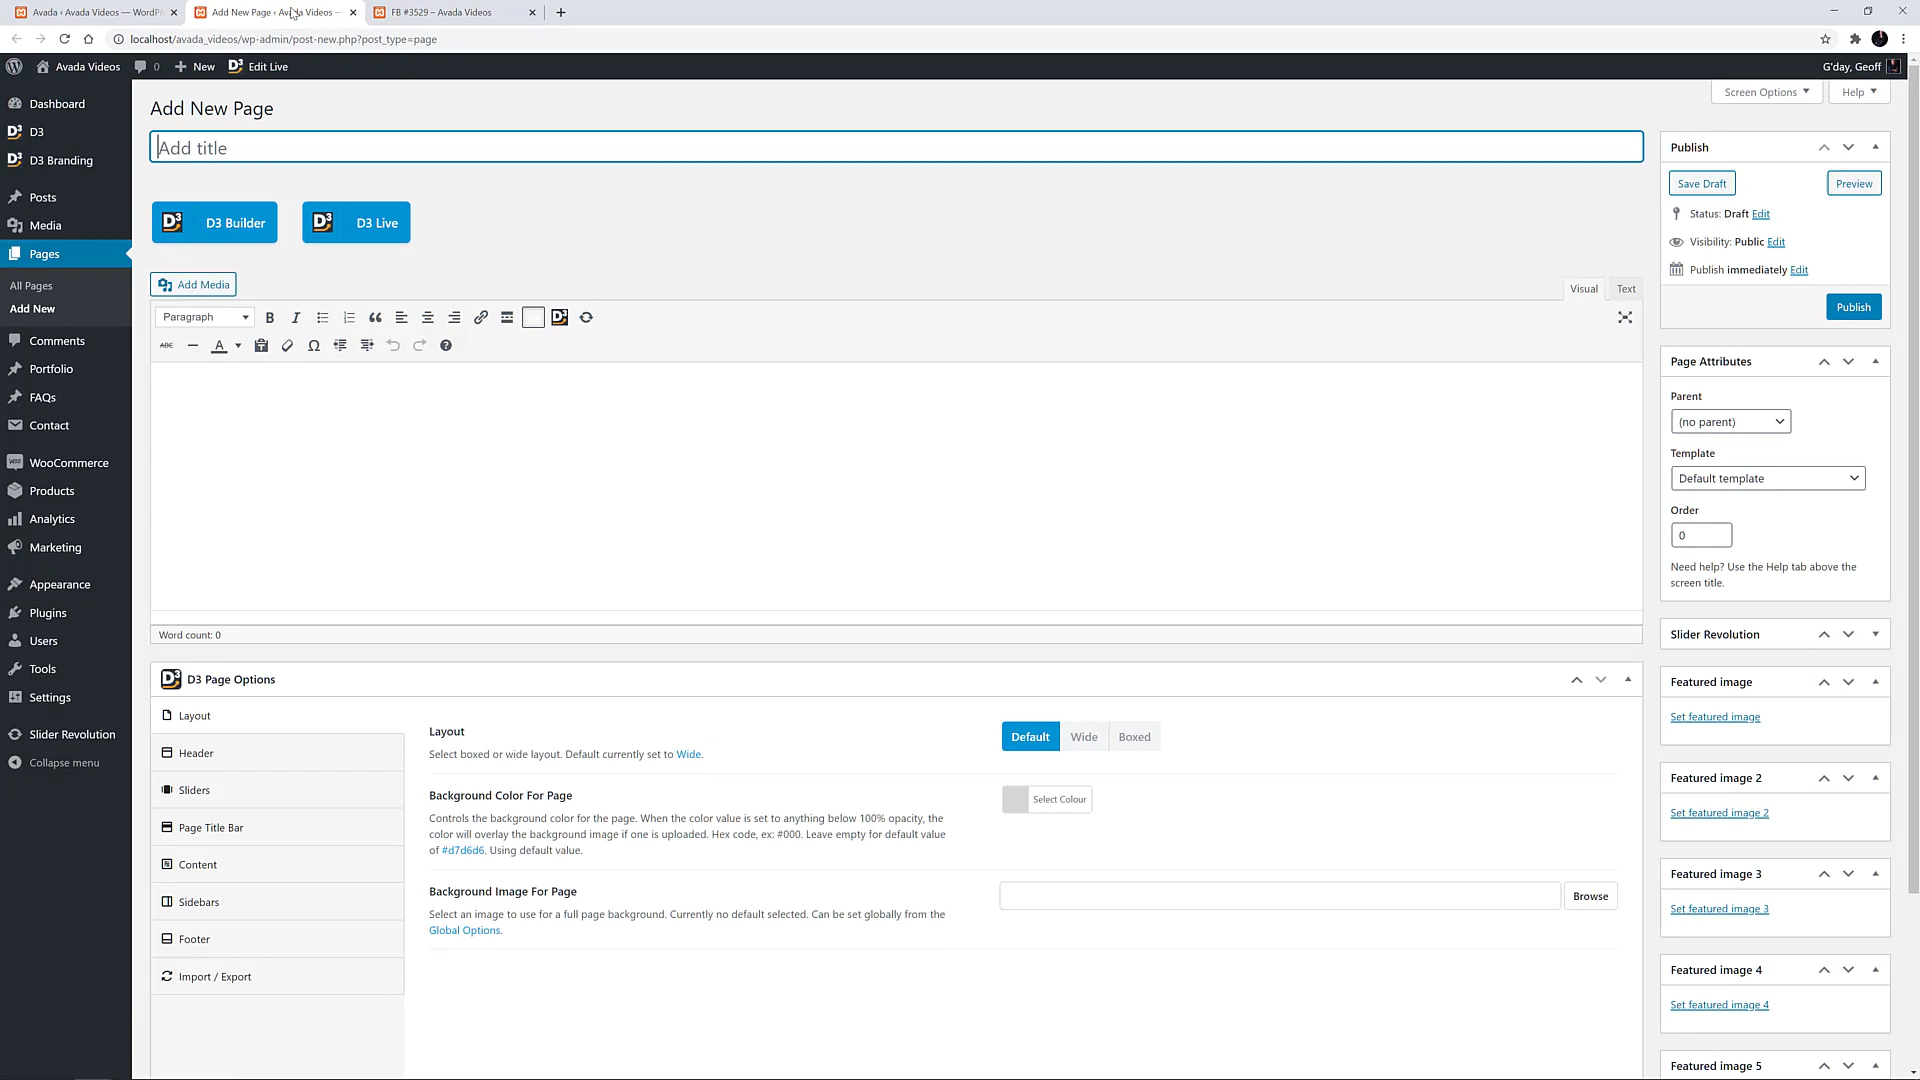 Avada ‹ Avada Videos — WordPr
Add New Page ‹ Avada Videos —
FB #3529 – Avada Videos
localhost/avada_videos/wp-admin/post-new.php?post_type=page
Avada Videos
0
New
D3 Edit Live
G'day, Geoff
Dashboard
D3 D3
D3 D3 Branding
Posts
Media
Pages
All Pages
Add New
Comments
Portfolio
FAQs
Contact
WooCommerce
Products
Analytics
Marketing
Appearance
Plugins
Users
Tools
Settings
Slider Revolution
Collapse menu
Add New Page
Screen Options
Help
Add title
D3 D3 Builder
D3 D3 Live
Add Media
Visual
Text
Paragraph
B I
D3
ABC
A
Ω
Word count: 0
D3 D3 Page Options
Layout
Header
Sliders
Page Title Bar
Content
Sidebars
Footer
Import / Export
Layout
Select boxed or wide layout. Default currently set to Wide.
Default
Wide
Boxed
Background Color For Page
Controls the background color for the page. When the color value is set to anything below 100% opacity, the
color will overlay the background image if one is uploaded. Hex code, ex: #000. Leave empty for default value
of #d7d6d6. Using default value.
Select Colour
Background Image For Page
Select an image to use for a full page background. Currently no default selected. Can be set globally from the
Global Options.
Browse
Publish
Save Draft
Preview
Status: Draft Edit
Visibility: Public Edit
Publish immediately Edit
Publish
Page Attributes
Parent
(no parent)
Template
Default template
Order
0
Need help? Use the Help tab above the
screen title.
Slider Revolution
Featured image
Set featured image
Featured image 2
Set featured image 2
Featured image 3
Set featured image 3
Featured image 4
Set featured image 4
Featured image 5